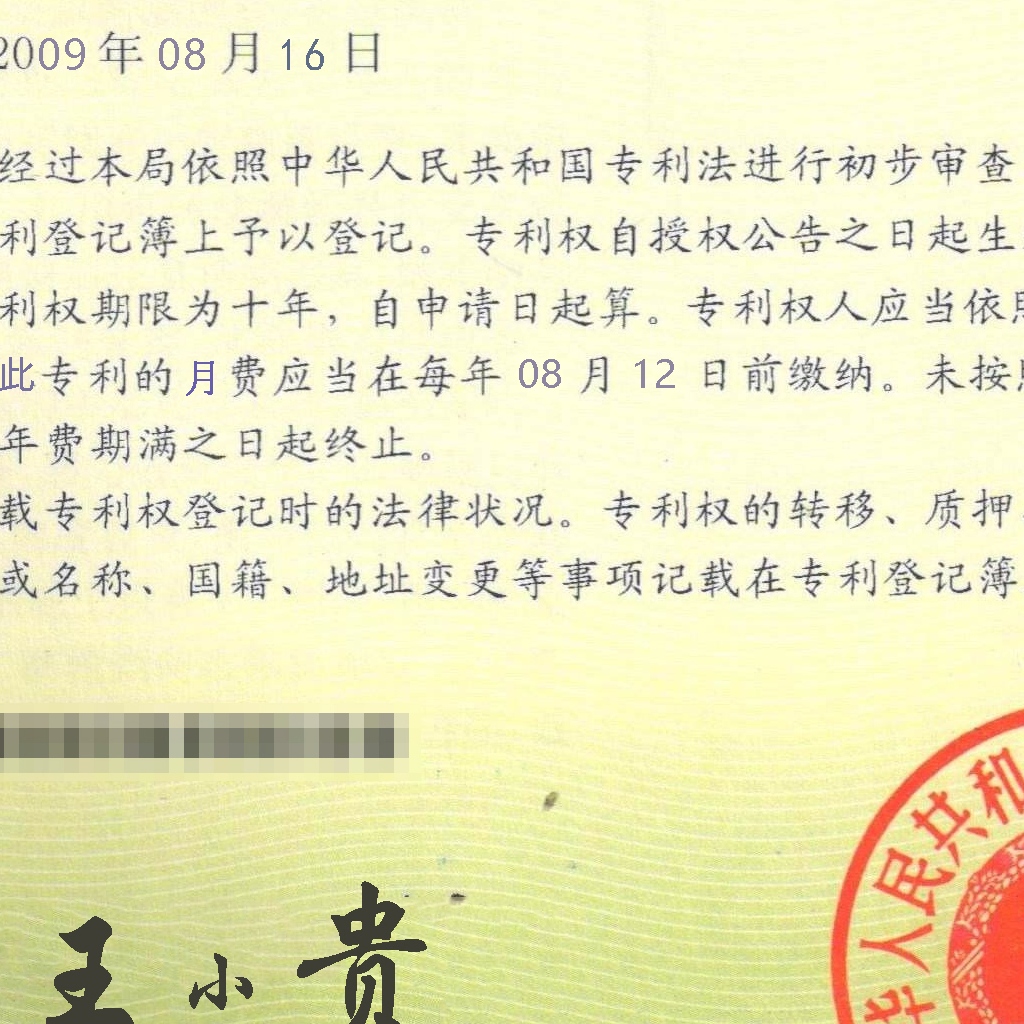 2009 年 08 月 16 日
经过本局依照中华人民共和国专利法进行初步审查
利登记簿上予以登记。专利权自授权公告之日起生
利权期限为十年，自申请日起算。专利权人应当依照
此专利的月费应当在每年 08 月 12 日前缴纳。未按照
年费期满之日起终止。
载专利权登记时的法律状况。专利权的转移、质押
或名称、国籍、地址变更等事项记载在专利登记簿
王小贵
华人民共和